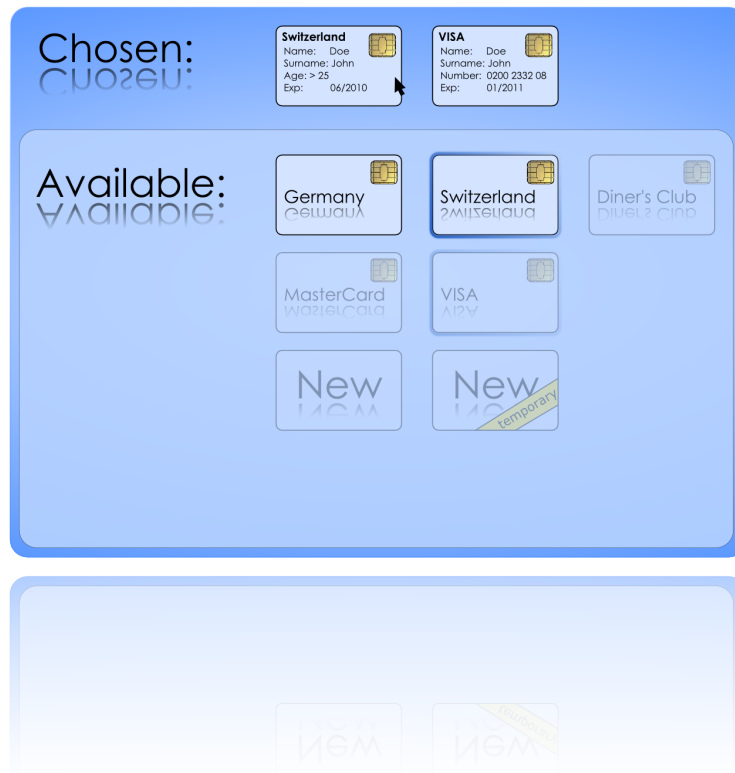 Chosen:
Switzerland
Name: Doe
Surname: John
Age: > 25
Exp: 06/2010
VISA
Name: Doe
Surname: John
Number: 0200 2332 08
Exp: 01/2011
Available:
Germany
Switzerland
Diner's Club
MasterCard
VISA
New
New
temporary